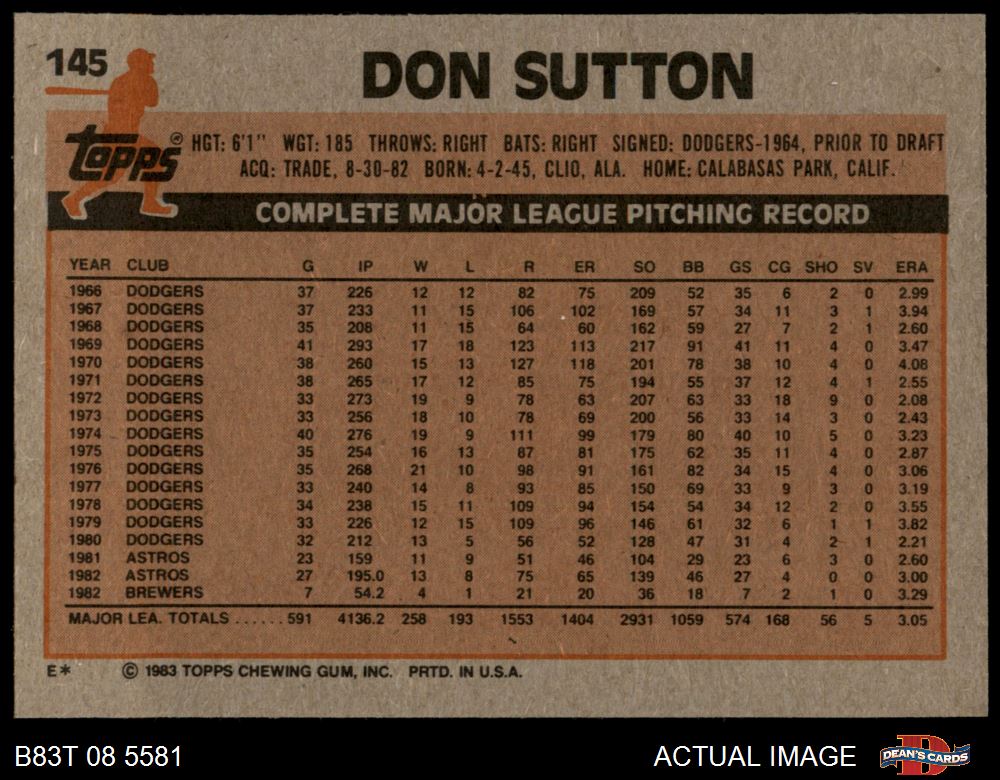 145 DON SUTTON
topps ® HGT: 6'1" WGT: 185 THROWS: RIGHT BATS: RIGHT SIGNED: DODGERS-1964, PRIOR TO DRAFT
ACQ: TRADE, 8-30-82 BORN: 4-2-45, CLIO, ALA. HOME: CALABASAS PARK, CALIF.
COMPLETE MAJOR LEAGUE PITCHING RECORD
YEAR CLUB G IP W L R ER SO BB GS CG SHO SV ERA
1966 DODGERS 37 226 12 12 82 75 209 52 35 6 2 0 2.99
1967 DODGERS 37 233 11 15 106 102 169 57 34 11 3 1 3.94
1968 DODGERS 35 208 11 15 64 60 162 59 27 7 2 1 2.60
1969 DODGERS 41 293 17 18 123 113 217 91 41 11 4 0 3.47
1970 DODGERS 38 260 15 13 127 118 201 78 38 10 4 0 4.08
1971 DODGERS 38 265 17 12 85 75 194 55 37 12 4 1 2.55
1972 DODGERS 33 273 19 9 78 63 207 63 33 18 9 0 2.08
1973 DODGERS 33 256 18 10 78 69 200 56 33 14 3 0 2.43
1974 DODGERS 40 276 19 9 111 99 179 80 40 10 5 0 3.23
1975 DODGERS 35 254 16 13 87 81 175 62 35 11 4 0 2.87
1976 DODGERS 35 268 21 10 98 91 161 82 34 15 4 0 3.06
1977 DODGERS 33 240 14 8 93 85 150 69 33 9 3 0 3.19
1978 DODGERS 34 238 15 11 109 94 154 54 34 12 2 0 3.55
1979 DODGERS 33 226 12 15 109 96 146 61 32 6 1 1 3.82
1980 DODGERS 32 212 13 5 56 52 128 47 31 4 2 1 2.21
1981 ASTROS 23 159 11 9 51 46 104 29 23 6 3 0 2.60
1982 ASTROS 27 195.0 13 8 75 65 139 46 27 4 0 0 3.00
1982 BREWERS 7 54.2 4 1 21 20 36 18 7 2 1 0 3.29
MAJOR LEA. TOTALS ...... 591 4136.2 258 193 1553 1404 2931 1059 574 168 56 5 3.05
E* © 1983 TOPPS CHEWING GUM, INC. PRTD. IN U.S.A.
B83T 08 5581 ACTUAL IMAGE DEAN'S CARDS